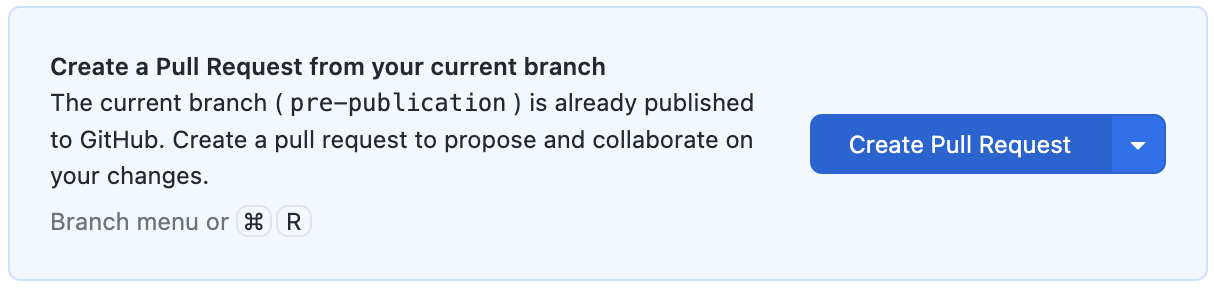 Create a Pull Request from your current branch
The current branch ( pre-publication ) is already published
to GitHub. Create a pull request to propose and collaborate on
your changes.
Branch menu or ⌘ R
Create Pull Request